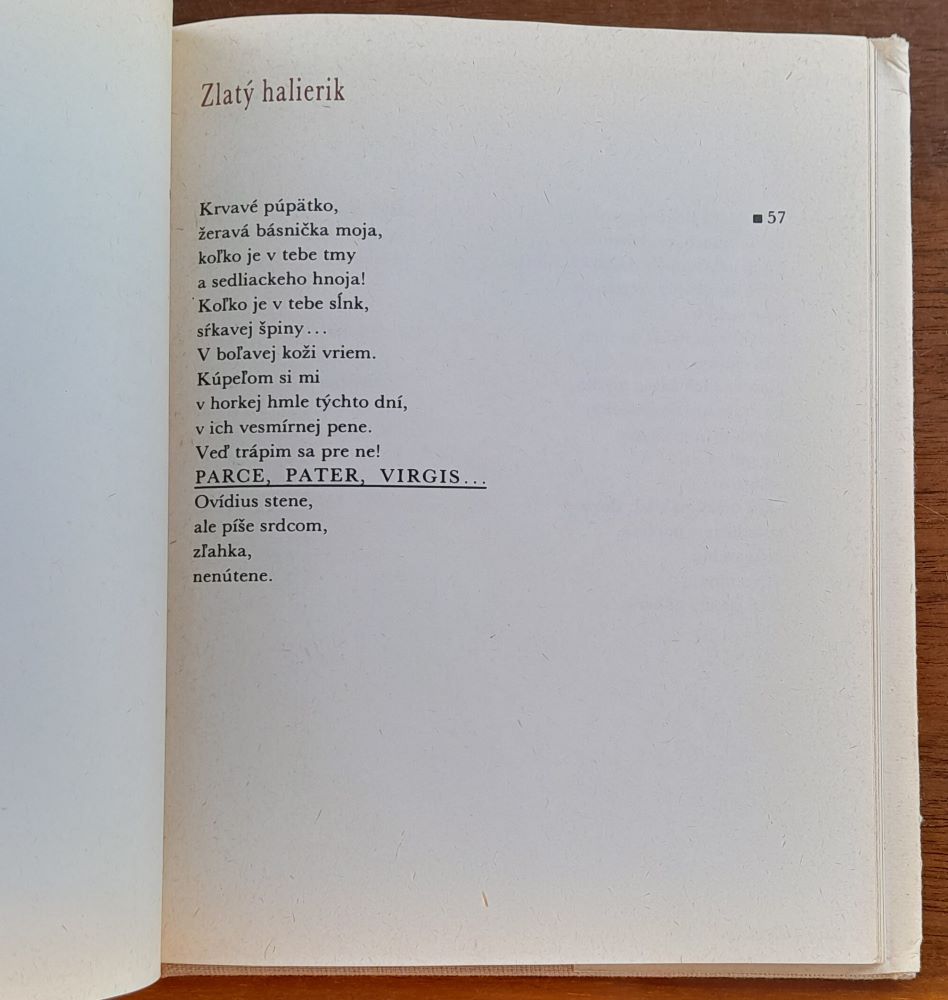 Zlatý halierik
Krvavé púpätko,
žeravá básnička moja,
koľko je v tebe tmy
a sedliackeho hnoja!
Koľko je v tebe sĺnk,
sŕkavej špiny...
V boľavej koži vriem.
Kúpeľom si mi
v horkej hmle týchto dní,
v ich vesmírnej pene.
Veď trápim sa pre ne!
PARCE, PATER, VIRGIS...
Ovídius stene,
ale píše srdcom,
zľahka,
nenútene.
■ 57